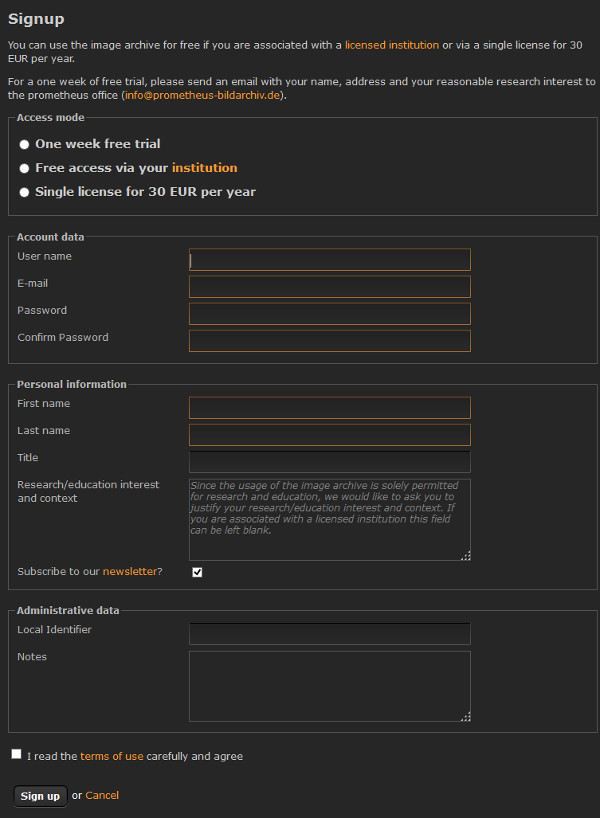 Signup
You can use the image archive for free if you are associated with a licensed institution or via a single license for 30
EUR per year.
For a one week of free trial, please send an email with your name, address and your reasonable research interest to
the prometheus office (info@prometheus-bildarchiv.de).
Access mode
One week free trial
Free access via your institution
Single license for 30 EUR per year
Account data
User name
E-mail
Password
Confirm Password
Personal information
First name
Last name
Title
Research/education interest
and context
Since the usage of the image archive is solely permitted
for research and education, we would like to ask you to
justify your research/education interest and context. If
you are associated with a licensed institution this field
can be left blank.
Subscribe to our newsletter?
Administrative data
Local Identifier
Notes
I read the terms of use carefully and agree
Sign up or Cancel